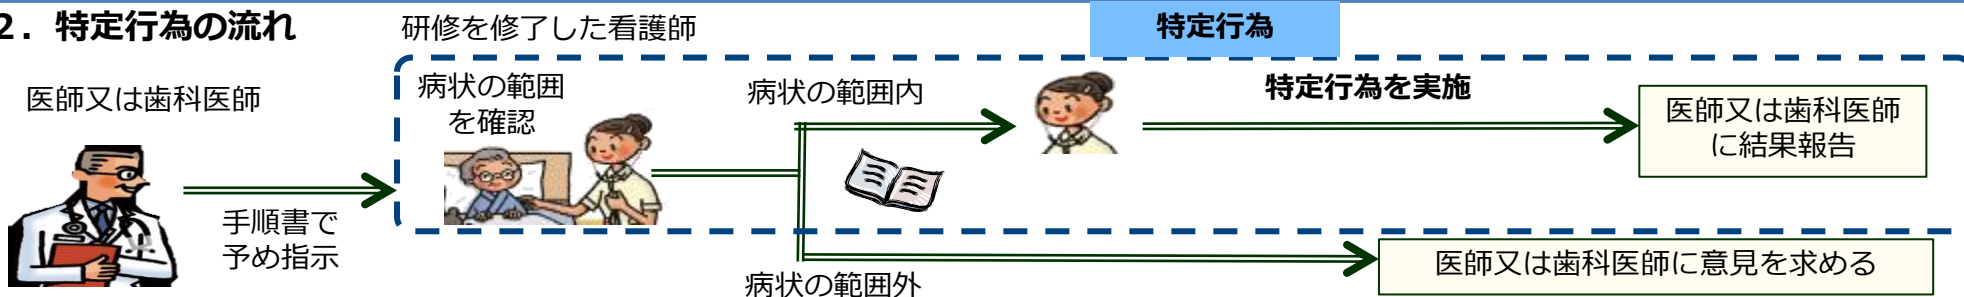 2．特定行為の流れ
研修を修了した看護師
特定行為
医師又は歯科医師
手順書で
予め指示
病状の範囲
を確認
病状の範囲内
特定行為を実施
医師又は歯科医師
に結果報告
病状の範囲外
医師又は歯科医師に意見を求める